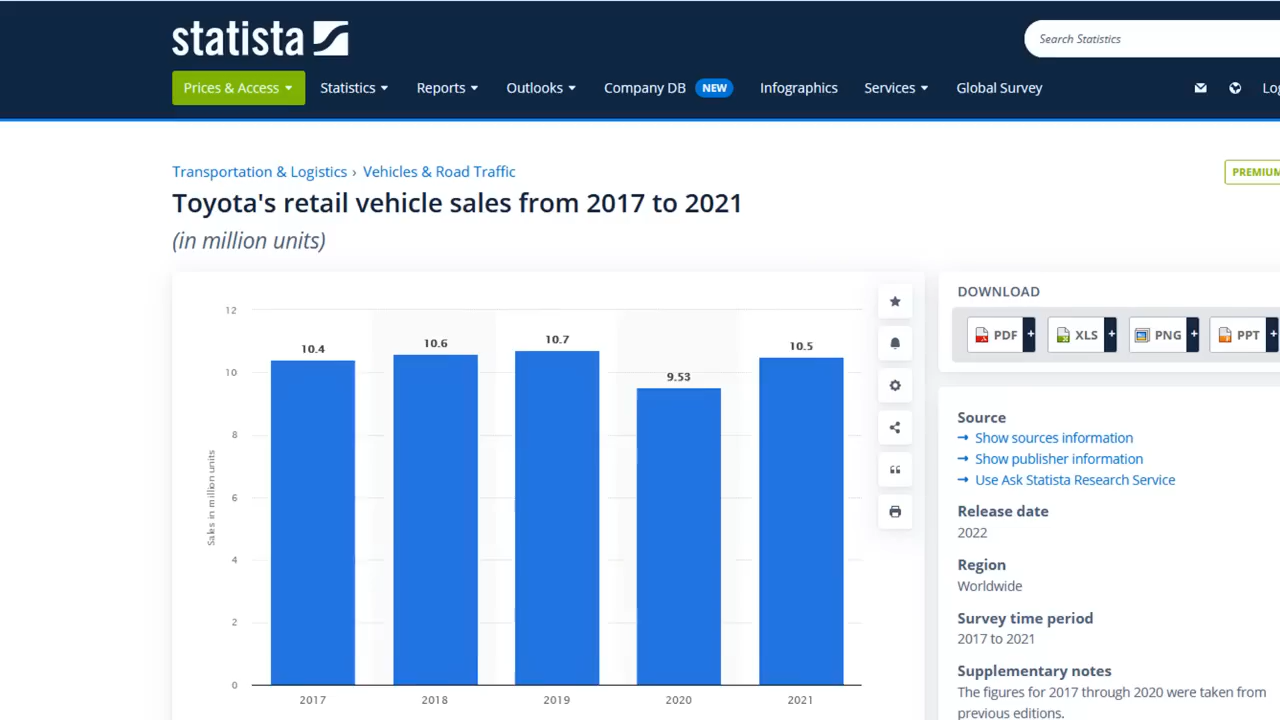 statista
Search Statistics
Prices & Access
Statistics
Reports
Outlooks
Company DB
NEW
Infographics
Services
Global Survey
Transportation & Logistics › Vehicles & Road Traffic
PREMIUM
Toyota's retail vehicle sales from 2017 to 2021
(in million units)
DOWNLOAD
PDF +
XLS +
PNG +
PPT +
12
10
8
6
4
2
0
Sales in million units
10.4
10.6
10.7
9.53
10.5
2017
2018
2019
2020
2021
Source
→ Show sources information
→ Show publisher information
→ Use Ask Statista Research Service
Release date
2022
Region
Worldwide
Survey time period
2017 to 2021
Supplementary notes
The figures for 2017 through 2020 were taken from
previous editions.